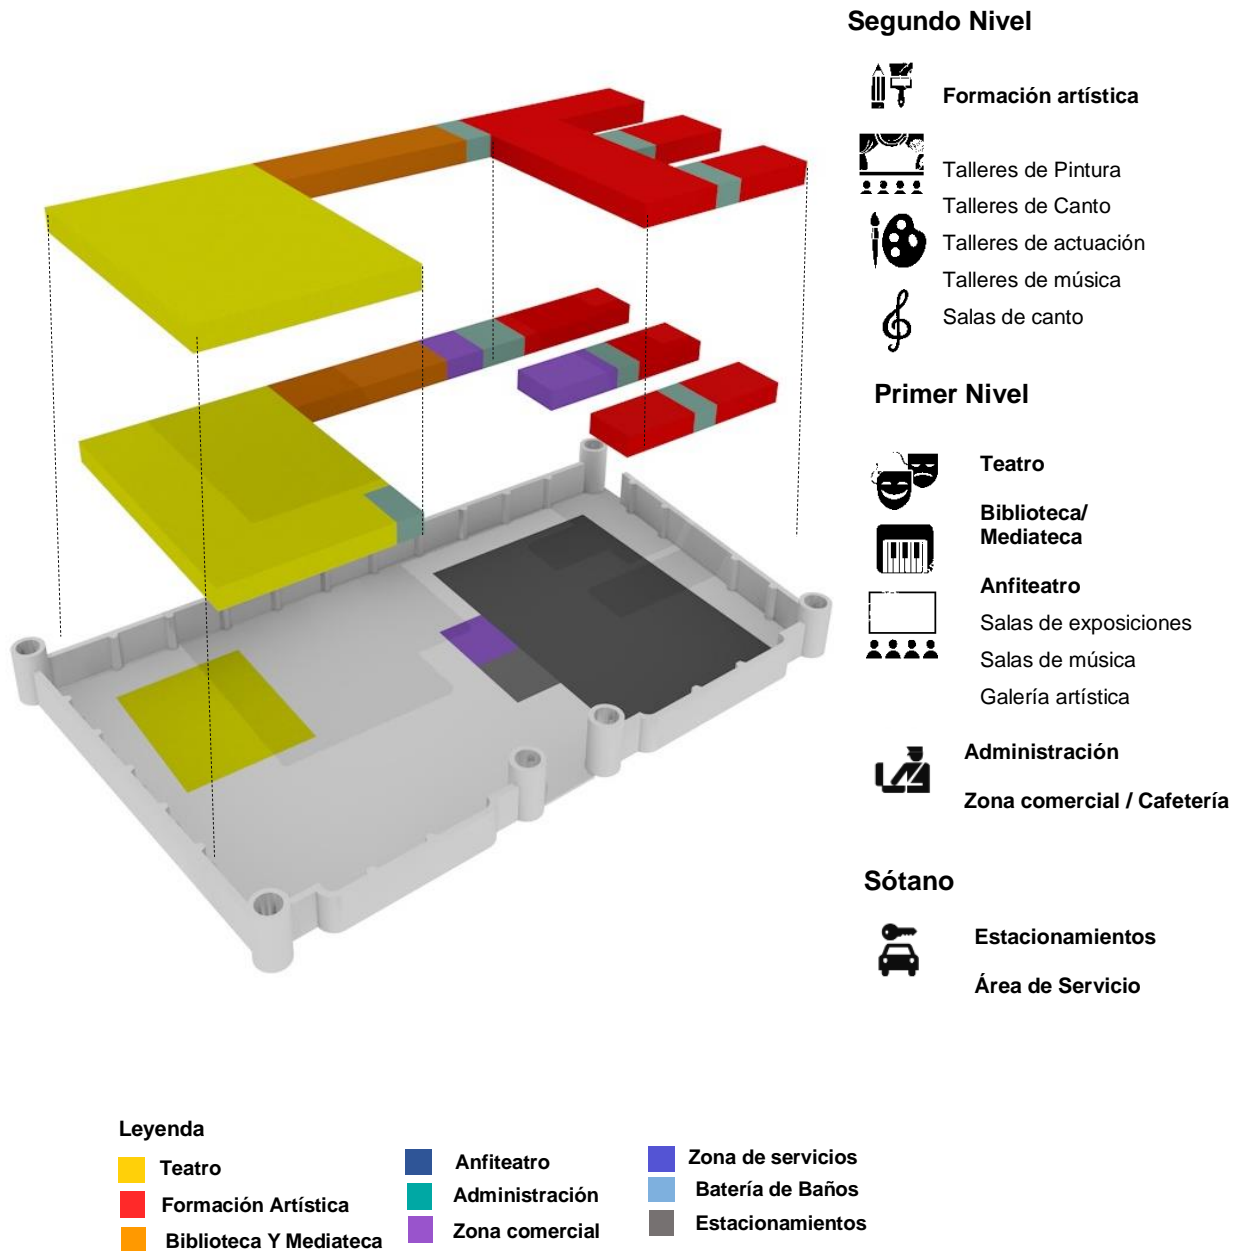 Segundo Nivel
Formación artística
Talleres de Pintura
Talleres de Canto
Talleres de actuación
Talleres de música
Salas de canto
Primer Nivel
Teatro
Biblioteca/
Mediateca
Anfiteatro
Salas de exposiciones
Salas de música
Galería artística
Administración
Zona comercial / Cafetería
Sótano
Estacionamientos
Área de Servicio
Leyenda
Teatro
Formación Artística
Biblioteca Y Mediateca
Anfiteatro
Administración
Zona comercial
Zona de servicios
Batería de Baños
Estacionamientos